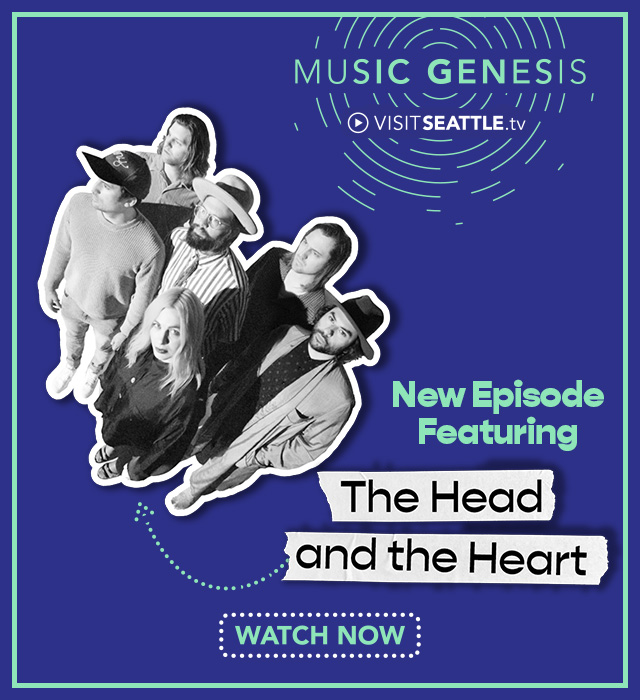 MUSIC GENESIS
VISITSEATTLE.tv
New Episode
Featuring
The Head
and the Heart
WATCH NOW